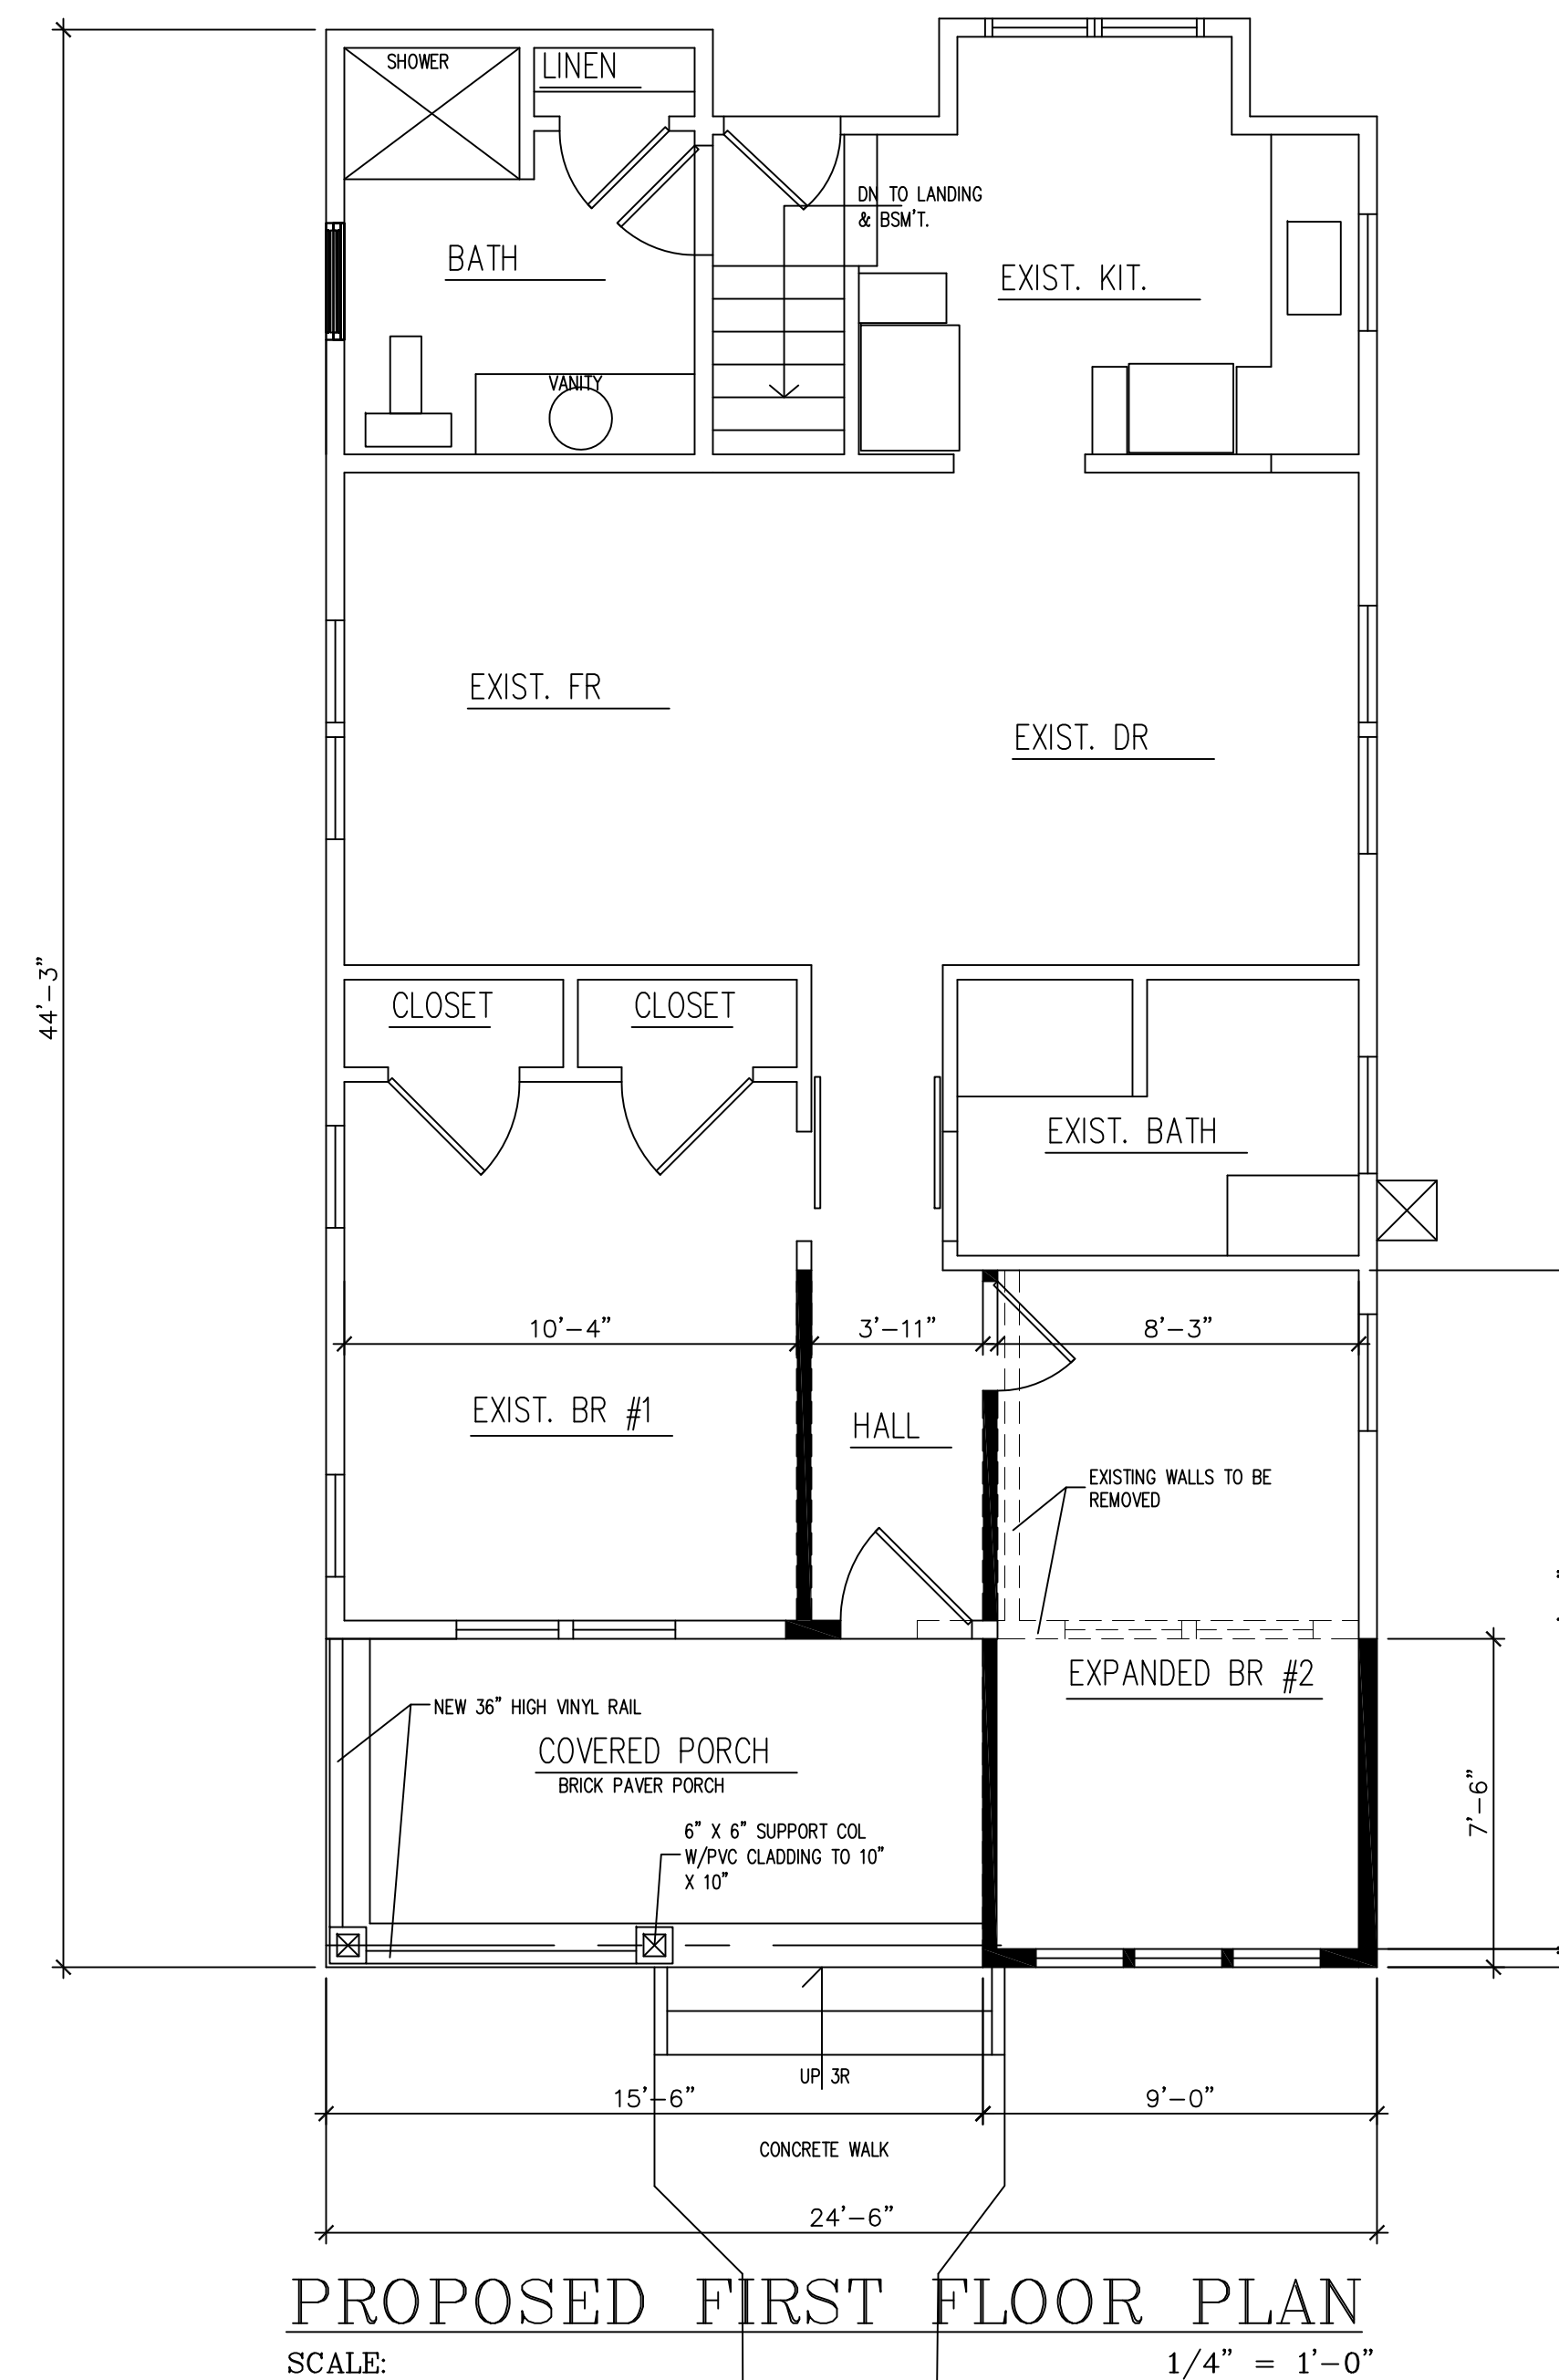 SHOWER
LINEN
DN TO LANDING
& BSM'T.
BATH
EXIST. KIT.
VANITY
EXIST. FR
EXIST. DR
44'-3"
CLOSET
CLOSET
EXIST. BATH
10'-4"
3'-11"
8'-3"
EXIST. BR #1
HALL
EXISTING WALLS TO BE
REMOVED
EXPANDED BR #2
NEW 36" HIGH VINYL RAIL
COVERED PORCH
BRICK PAVER PORCH
6" X 6" SUPPORT COL
W/PVC CLADDING TO 10"
X 10"
7'-6"
UP 3R
15'-6"
9'-0"
CONCRETE WALK
24'-6"
PROPOSED FIRST FLOOR PLAN
SCALE: 1/4" = 1'-0"